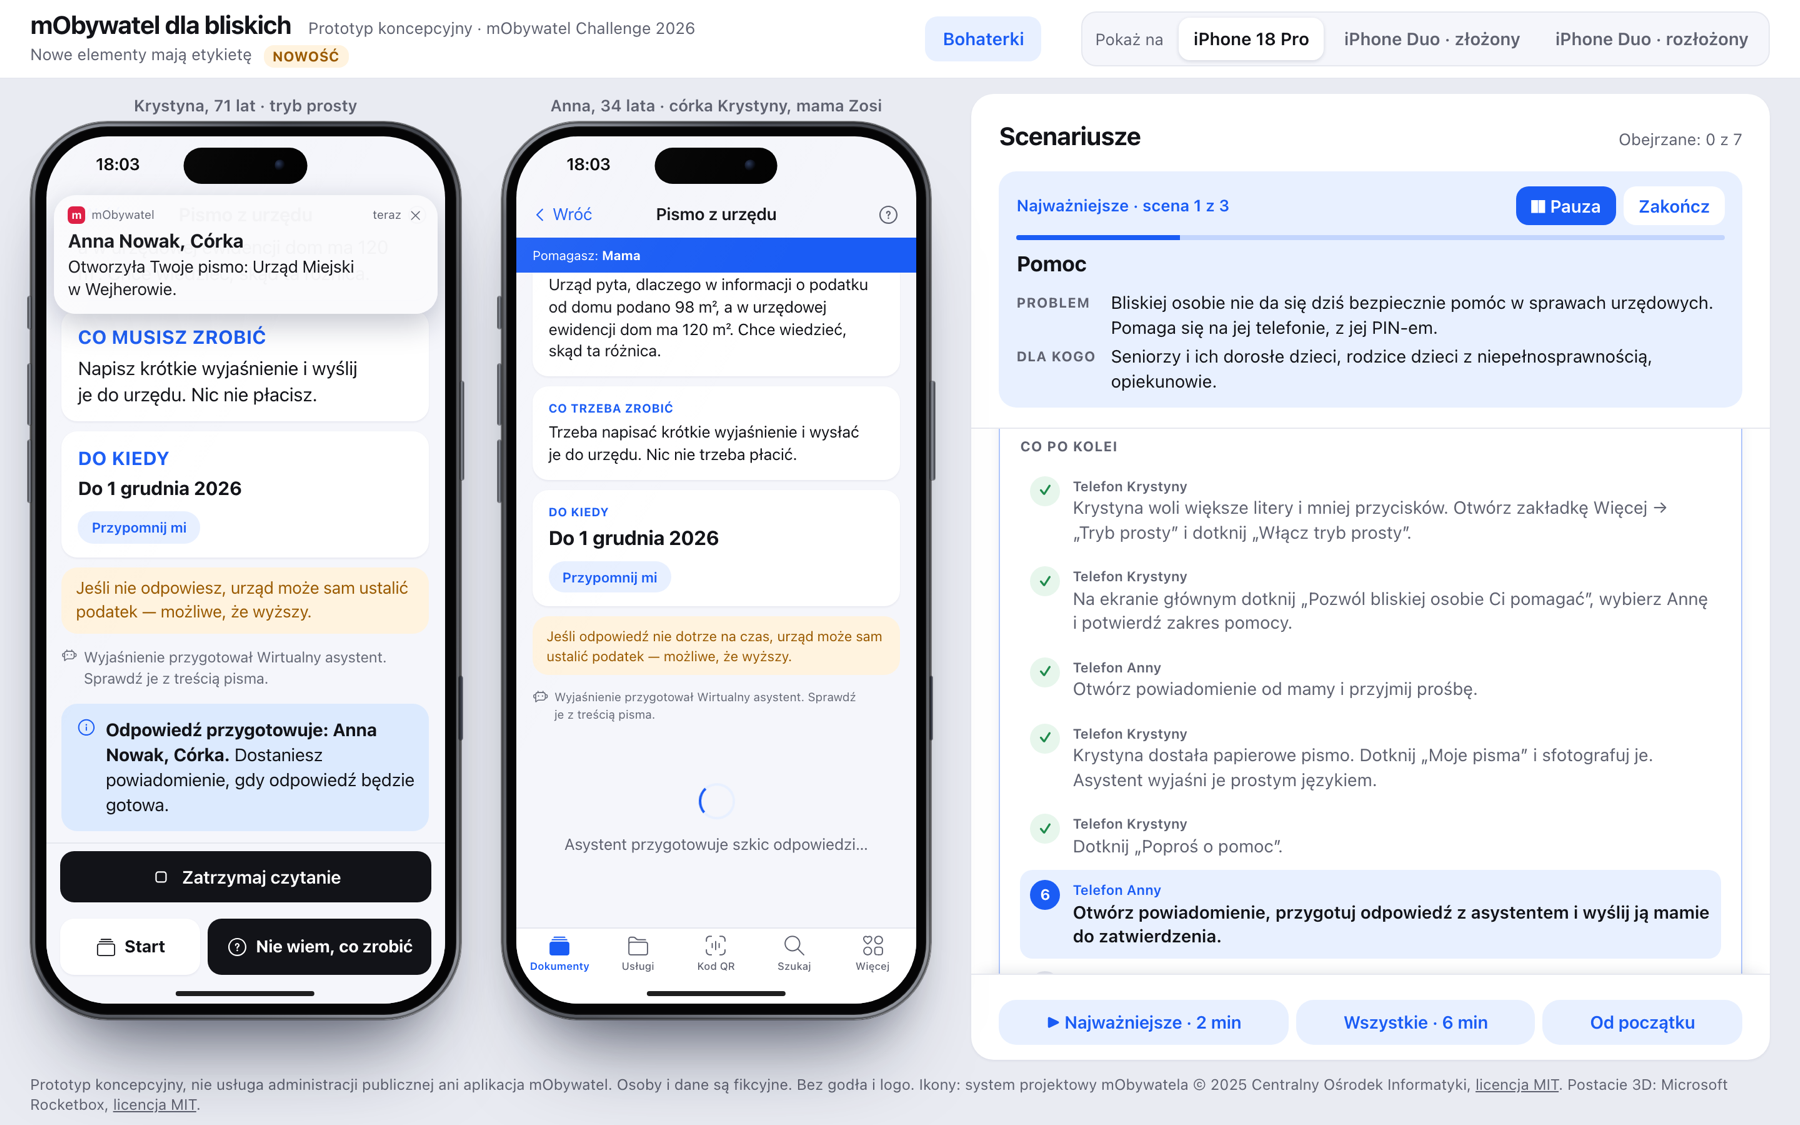 mObywatel dla bliskich
Prototyp koncepcyjny · mObywatel Challenge 2026
Nowe elementy mają etykietę
NOWOŚĆ
Bohaterki
Pokaż na
iPhone 18 Pro
iPhone Duo · złożony
iPhone Duo · rozłożony
Krystyna, 71 lat · tryb prosty
18:03
mObywatel
teraz
Anna Nowak, Córka
Otworzyła Twoje pismo: Urząd Miejski
w Wejherowie.
CO MUSISZ ZROBIĆ
Napisz krótkie wyjaśnienie i wyślij
je do urzędu. Nic nie płacisz.
DO KIEDY
Do 1 grudnia 2026
Przypomnij mi
Jeśli nie odpowiesz, urząd może sam ustalić
podatek — możliwe, że wyższy.
Wyjaśnienie przygotował Wirtualny asystent.
Sprawdź je z treścią pisma.
Odpowiedź przygotowuje: Anna
Nowak, Córka. Dostaniesz
powiadomienie, gdy odpowiedź będzie
gotowa.
Zatrzymaj czytanie
Start
Nie wiem, co zrobić
Anna, 34 lata · córka Krystyny, mama Zosi
18:03
Wróć
Pismo z urzędu
Pomagasz: Mama
Urząd pyta, dlaczego w informacji o podatku
od domu podano 98 m², a w urzędowej
ewidencji dom ma 120 m². Chce wiedzieć,
skąd ta różnica.
CO TRZEBA ZROBIĆ
Trzeba napisać krótkie wyjaśnienie i wysłać
je do urzędu. Nic nie trzeba płacić.
DO KIEDY
Do 1 grudnia 2026
Przypomnij mi
Jeśli odpowiedź nie dotrze na czas, urząd może sam
ustalić podatek — możliwe, że wyższy.
Wyjaśnienie przygotował Wirtualny asystent. Sprawdź
je z treścią pisma.
Asystent przygotowuje szkic odpowiedzi...
Dokumenty
Usługi
Kod QR
Szukaj
Więcej
Scenariusze
Obejrzane: 0 z 7
Najważniejsze · scena 1 z 3
Pauza
Zakończ
Pomoc
PROBLEM
Bliskiej osobie nie da się dziś bezpiecznie pomóc w sprawach urzędowych.
Pomaga się na jej telefonie, z jej PIN-em.
DLA KOGO
Seniorzy i ich dorosłe dzieci, rodzice dzieci z niepełnosprawnością,
opiekunowie.
CO PO KOLEI
Telefon Krystyny
Krystyna woli większe litery i mniej przycisków. Otwórz zakładkę Więcej →
„Tryb prosty” i dotknij „Włącz tryb prosty”.
Telefon Krystyny
Na ekranie głównym dotknij „Pozwól bliskiej osobie Ci pomagać”, wybierz Annę
i potwierdź zakres pomocy.
Telefon Anny
Otwórz powiadomienie od mamy i przyjmij prośbę.
Telefon Krystyny
Krystyna dostała papierowe pismo. Dotknij „Moje pisma” i sfotografuj je.
Asystent wyjaśni je prostym językiem.
Telefon Krystyny
Dotknij „Poproś o pomoc”.
6
Telefon Anny
Otwórz powiadomienie, przygotuj odpowiedź z asystentem i wyślij ją mamie
do zatwierdzenia.
Najważniejsze · 2 min
Wszystkie · 6 min
Od początku
Prototyp koncepcyjny, nie usługa administracji publicznej ani aplikacja mObywatel. Osoby i dane są fikcyjne. Bez godła i logo. Ikony: system projektowy mObywatela © 2025 Centralny Ośrodek Informatyki, licencja MIT. Postacie 3D: Microsoft
Rocketbox, licencja MIT.